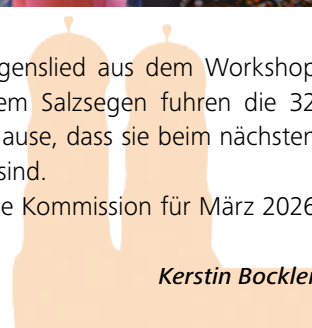 genslied aus dem Workshop
em Salzsegen fuhren die 32
ause, dass sie beim nächsten
sind.
e Kommission für März 2026
Kerstin Bockler